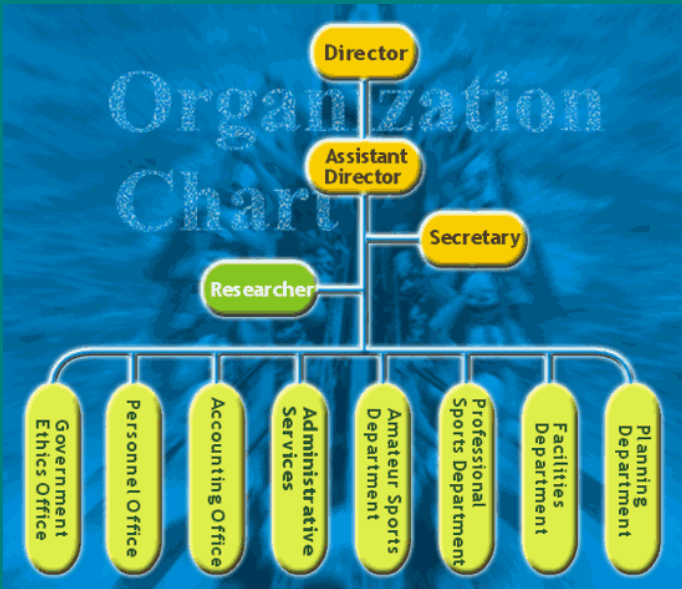 Organization
Chart
Director
Assistant
Director
Secretary
Researcher
Government
Ethics Office
Personnel Office
Accounting Office
Administrative
Services
Amateur Sports
Department
Professional
Sports Department
Facilities
Department
Planning
Department